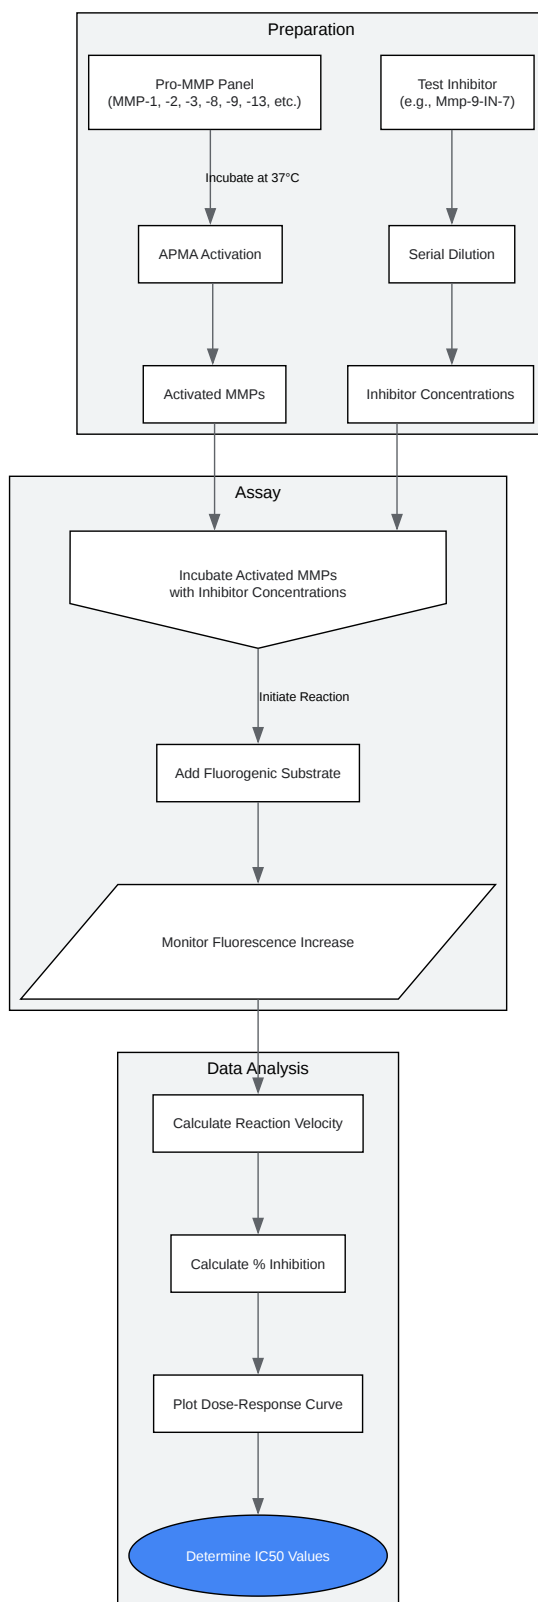 Preparation
Pro-MMP Panel
(MMP-1, -2, -3, -8, -9, -13, etc.)
Test Inhibitor
(e.g., Mmp-9-IN-7)
Incubate at 37°C
APMA Activation
Serial Dilution
Activated MMPs
Inhibitor Concentrations
Assay
Incubate Activated MMPs
with Inhibitor Concentrations
Initiate Reaction
Add Fluorogenic Substrate
Monitor Fluorescence Increase
Data Analysis
Calculate Reaction Velocity
Calculate % Inhibition
Plot Dose-Response Curve
Determine IC50 Values